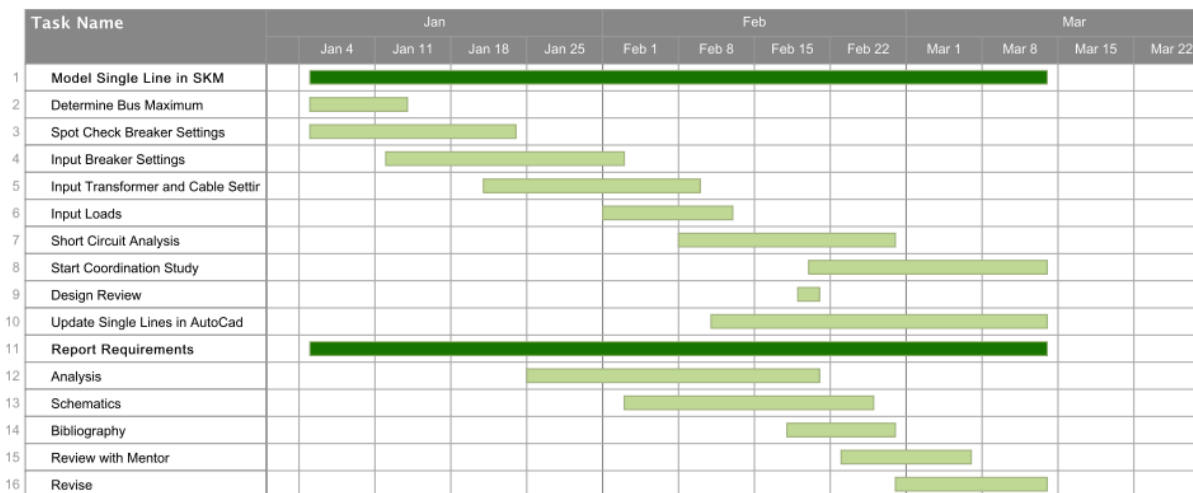 Task Name
Jan Feb Mar
Jan 4 Jan 11 Jan 18 Jan 25 Feb 1 Feb 8 Feb 15 Feb 22 Mar 1 Mar 8 Mar 15 Mar 22
1 Model Single Line in SKM
2 Determine Bus Maximum
3 Spot Check Breaker Settings
4 Input Breaker Settings
5 Input Transformer and Cable Settir
6 Input Loads
7 Short Circuit Analysis
8 Start Coordination Study
9 Design Review
10 Update Single Lines in AutoCad
11 Report Requirements
12 Analysis
13 Schematics
14 Bibliography
15 Review with Mentor
16 Revise